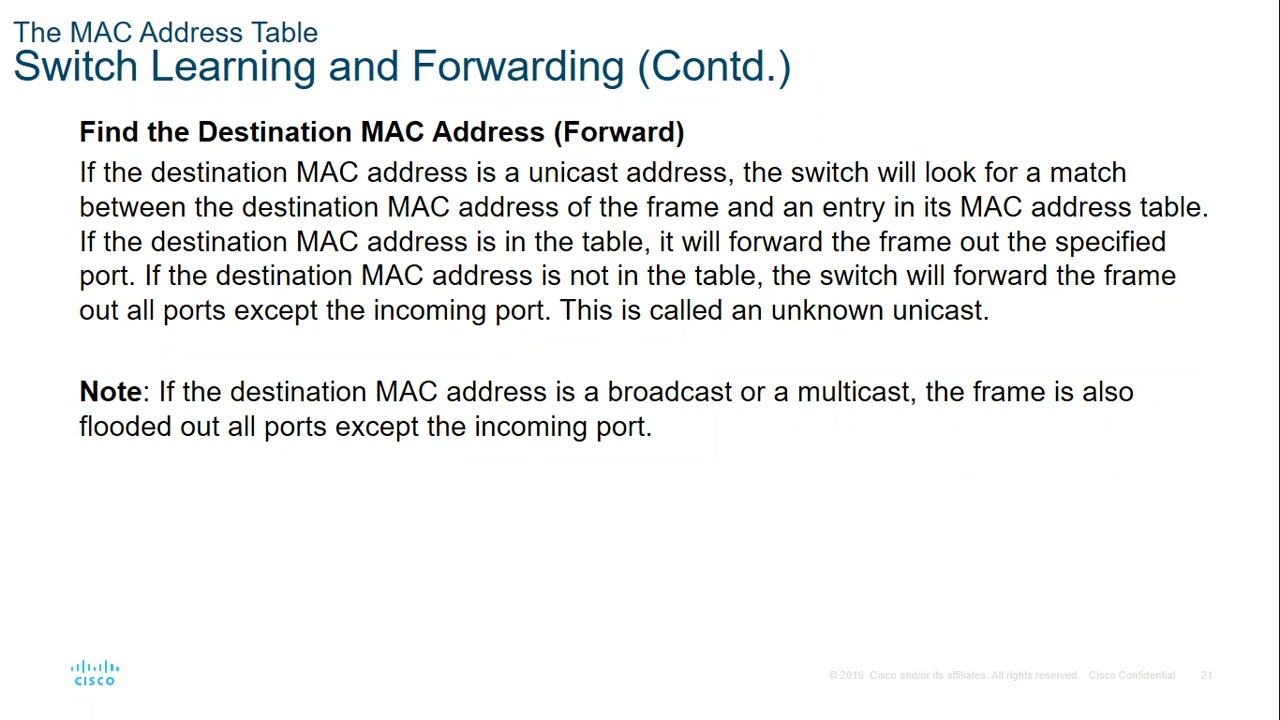 The MAC Address Table
Switch Learning and Forwarding (Contd.)
Find the Destination MAC Address (Forward)
If the destination MAC address is a unicast address, the switch will look for a match
between the destination MAC address of the frame and an entry in its MAC address table.
If the destination MAC address is in the table, it will forward the frame out the specified
port. If the destination MAC address is not in the table, the switch will forward the frame
out all ports except the incoming port. This is called an unknown unicast.
Note: If the destination MAC address is a broadcast or a multicast, the frame is also
flooded out all ports except the incoming port.
CISCO
© 2016 Cisco and/or its affiliates. All rights reserved. Cisco Confidential 21